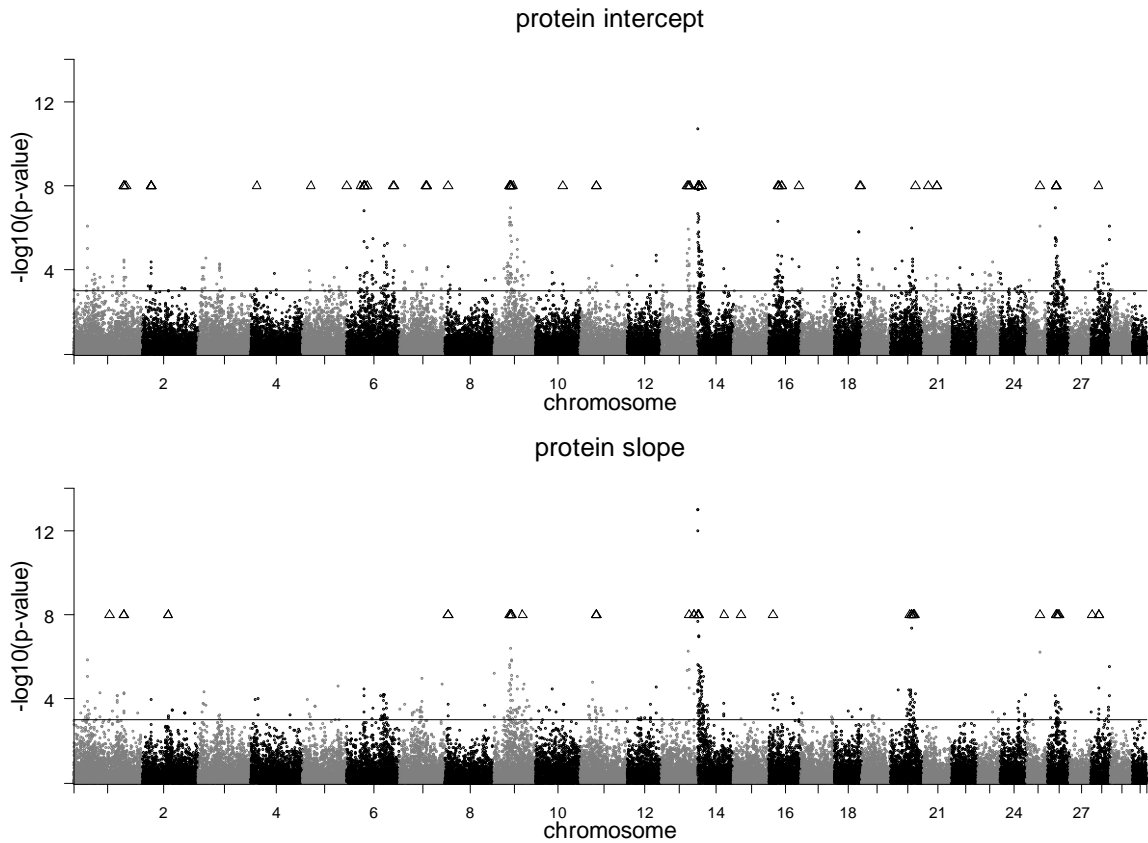 protein intercept
12
8
4
-log10(p-value)
2 4 6 8 10 12 14 16 18 21 24 27
chromosome
protein slope
12
8
4
-log10(p-value)
2 4 6 8 10 12 14 16 18 21 24 27
chromosome